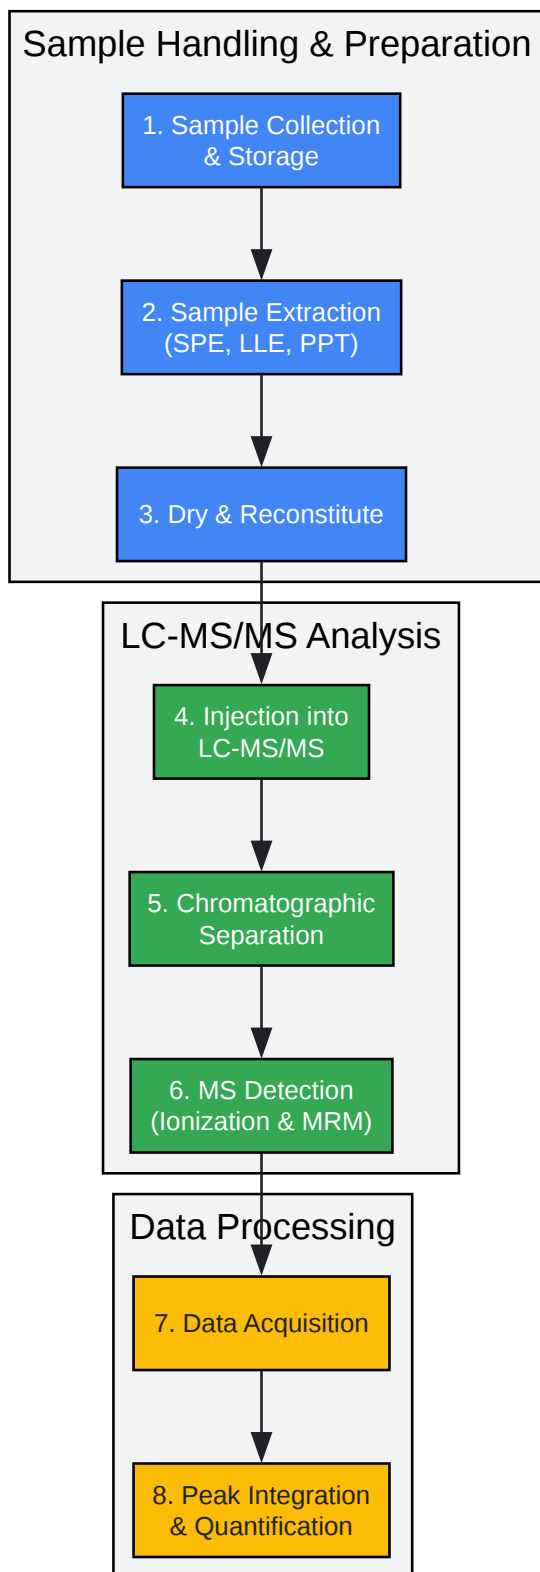 Sample Handling & Preparation
1. Sample Collection
& Storage
2. Sample Extraction
(SPE, LLE, PPT)
3. Dry & Reconstitute
LC-MS/MS Analysis
4. Injection into
LC-MS/MS
5. Chromatographic
Separation
6. MS Detection
(Ionization & MRM)
Data Processing
7. Data Acquisition
8. Peak Integration
& Quantification